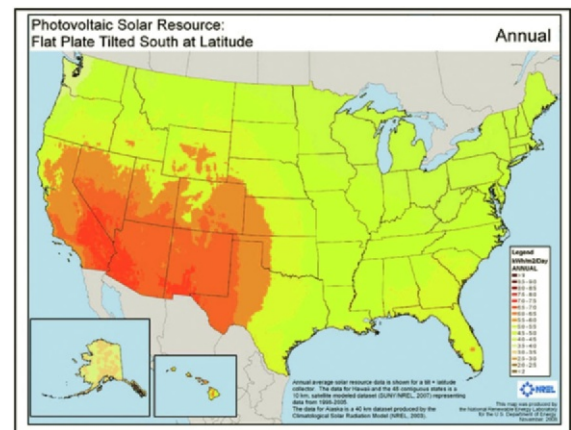 Photovoltaic Solar Resource:
Flat Plate Tilted South at Latitude
Annual
Legend
kWh/m2/Day
ANNUAL
Annual average solar resource data is shown for a tilt = latitude
collector. The data for Hawaii and the 48 contiguous states is a
10 km, satellite modeled dataset (SUNY/NREL, 2007) representing
data from 1998-2005.
The data for Alaska is a 40 km dataset produced by the
Climatological Solar Radiation Model (NREL, 2003).
NREL
This map was produced by
the National Renewable Energy Laboratory
for the U.S. Department of Energy.
November, 2008